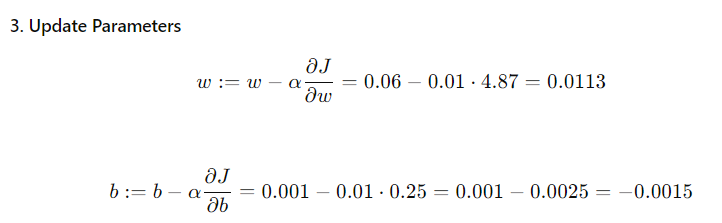 3. Update Parameters
w := w − α ∂J/∂w = 0.06 − 0.01 · 4.87 = 0.0113
b := b − α ∂J/∂b = 0.001 − 0.01 · 0.25 = 0.001 − 0.0025 = −0.0015